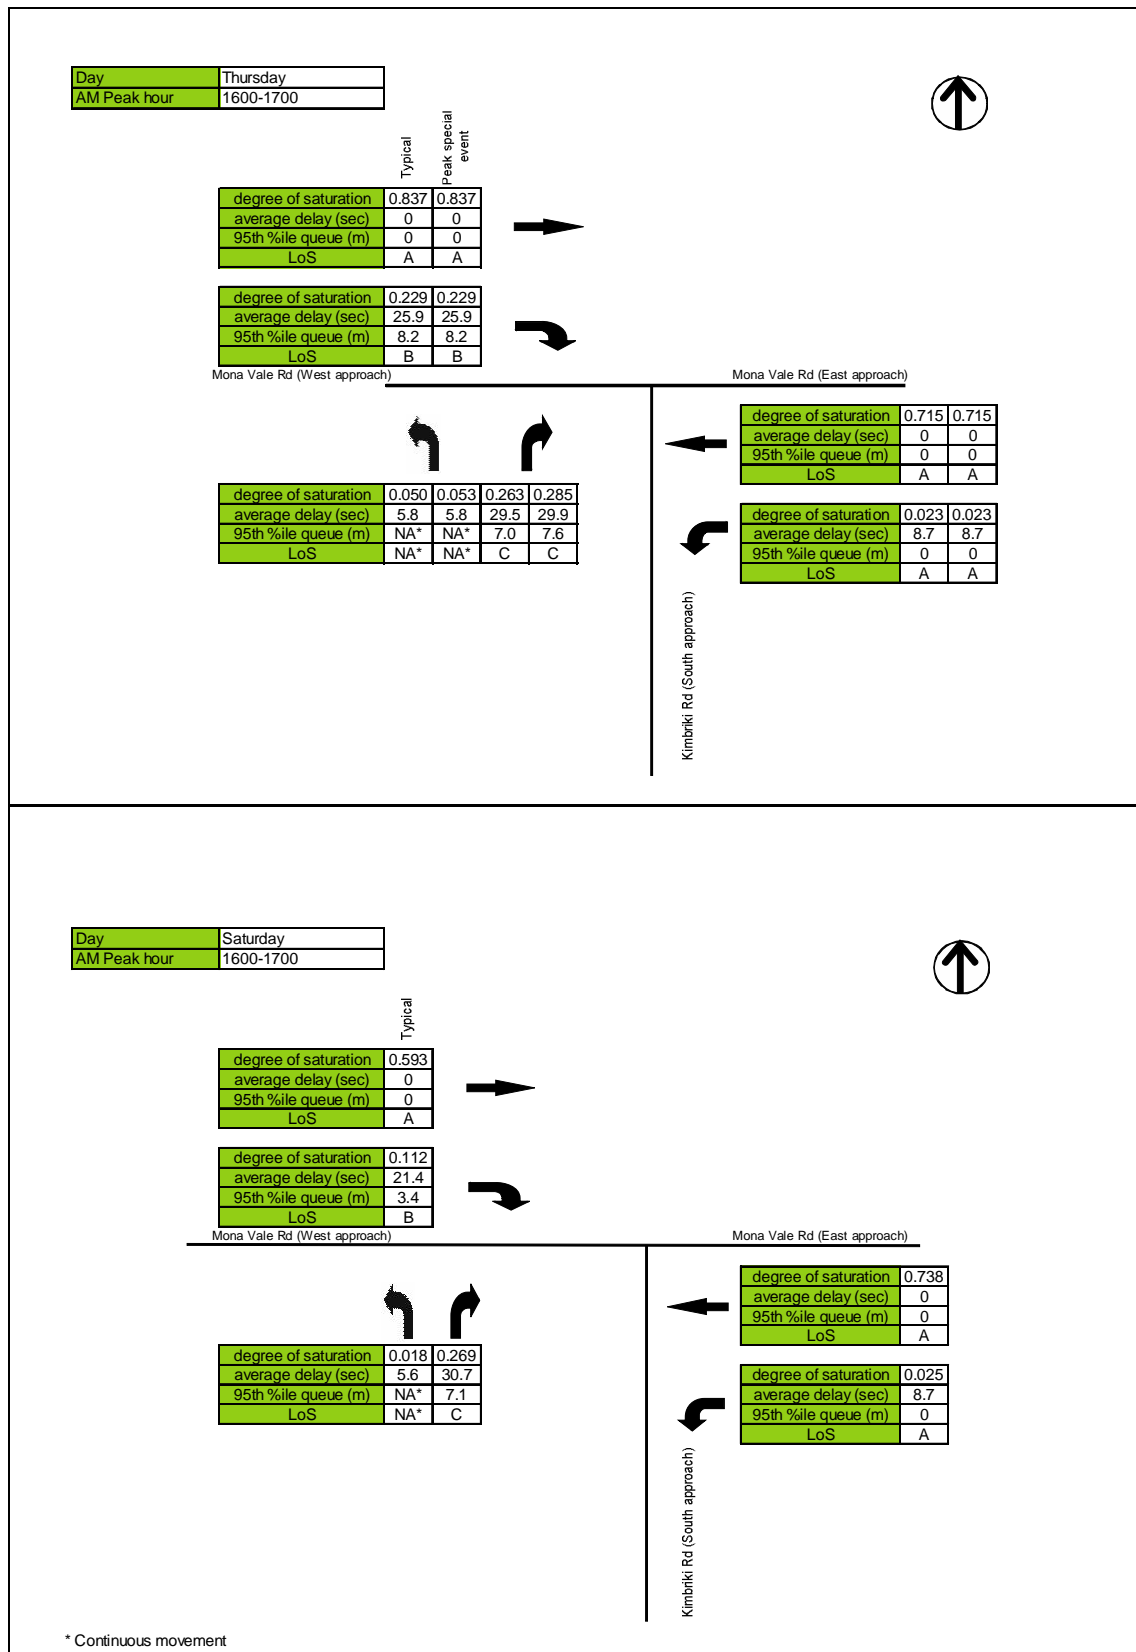 Day Thursday
AM Peak hour 1600-1700
Typical
Peak special event
degree of saturation 0.837 0.837
average delay (sec) 0 0
95th %ile queue (m) 0 0
LoS A A
degree of saturation 0.229 0.229
average delay (sec) 25.9 25.9
95th %ile queue (m) 8.2 8.2
LoS B B
Mona Vale Rd (West approach)
Mona Vale Rd (East approach)
degree of saturation 0.715 0.715
average delay (sec) 0 0
95th %ile queue (m) 0 0
LoS A A
degree of saturation 0.050 0.053 0.263 0.285
average delay (sec) 5.8 5.8 29.5 29.9
95th %ile queue (m) NA* NA* 7.0 7.6
LoS NA* NA* C C
degree of saturation 0.023 0.023
average delay (sec) 8.7 8.7
95th %ile queue (m) 0 0
LoS A A
Kimbriki Rd (South approach)
Day Saturday
AM Peak hour 1600-1700
Typical
degree of saturation 0.593
average delay (sec) 0
95th %ile queue (m) 0
LoS A
degree of saturation 0.112
average delay (sec) 21.4
95th %ile queue (m) 3.4
LoS B
Mona Vale Rd (West approach)
Mona Vale Rd (East approach)
degree of saturation 0.738
average delay (sec) 0
95th %ile queue (m) 0
LoS A
degree of saturation 0.018 0.269
average delay (sec) 5.6 30.7
95th %ile queue (m) NA* 7.1
LoS NA* C
degree of saturation 0.025
average delay (sec) 8.7
95th %ile queue (m) 0
LoS A
Kimbriki Rd (South approach)
* Continuous movement